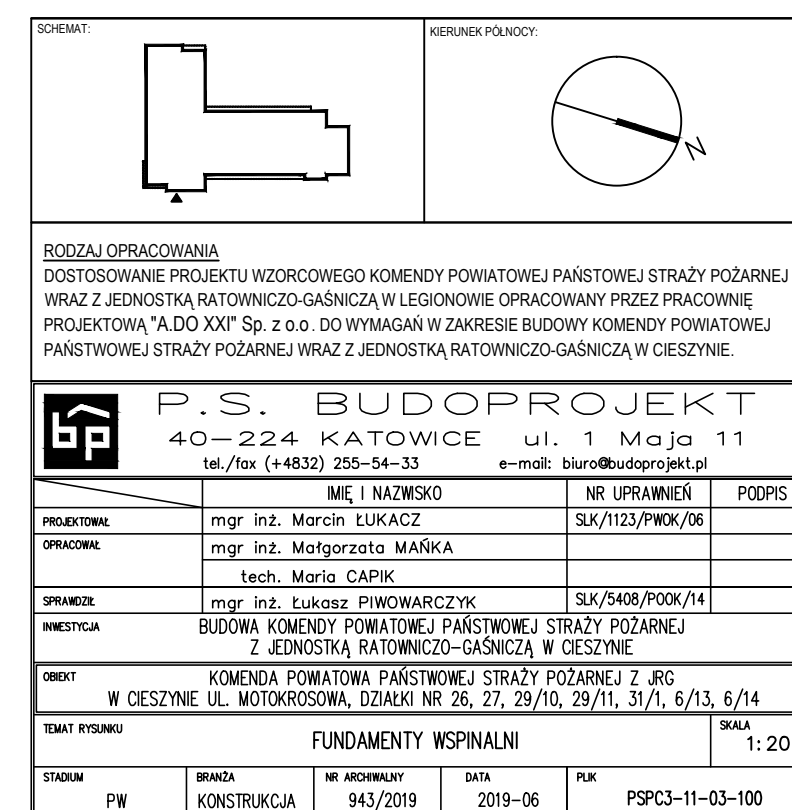 SCHEMAT:
KIERUNEK PÓŁNOCY:
N
RODZAJ OPRACOWANIA
DOSTOSOWANIE PROJEKTU WZORCOWEGO KOMENDY POWIATOWEJ PAŃSTOWEJ STRAŻY POŻARNEJ
WRAZ Z JEDNOSTKĄ RATOWNICZO-GAŚNICZĄ W LEGIONOWIE OPRACOWANY PRZEZ PRACOWNIĘ
PROJEKTOWĄ "A.DO XXI" Sp. z o.o. DO WYMAGAŃ W ZAKRESIE BUDOWY KOMENDY POWIATOWEJ
PAŃSTWOWEJ STRAŻY POŻARNEJ WRAZ Z JEDNOSTKĄ RATOWNICZO-GAŚNICZĄ W CIESZYNIE.
bp P.S. BUDOPROJEKT
40-224 KATOWICE ul. 1 Maja 11
tel./fax (+4832) 255-54-33 e-mail: biuro@budoprojekt.pl
IMIĘ I NAZWISKO NR UPRAWNIEŃ PODPIS
PROJEKTOWAŁ mgr inż. Marcin ŁUKACZ SLK/1123/PWOK/06
OPRACOWAŁ mgr inż. Małgorzata MAŃKA
tech. Maria CAPIK
SPRAWDZIŁ mgr inż. Łukasz PIWOWARCZYK SLK/5408/POOK/14
INWESTYCJA BUDOWA KOMENDY POWIATOWEJ PAŃSTWOWEJ STRAŻY POŻARNEJ
Z JEDNOSTKĄ RATOWNICZO-GAŚNICZĄ W CIESZYNIE
OBIEKT KOMENDA POWIATOWA PAŃSTWOWEJ STRAŻY POŻARNEJ Z JRG
W CIESZYNIE UL. MOTOKROSOWA, DZIAŁKI NR 26, 27, 29/10, 29/11, 31/1, 6/13, 6/14
TEMAT RYSUNKU FUNDAMENTY WSPINALNI SKALA 1:20
STADIUM BRANŻA NR ARCHIWALNY DATA PLIK
PW KONSTRUKCJA 943/2019 2019-06 PSPC3-11-03-100